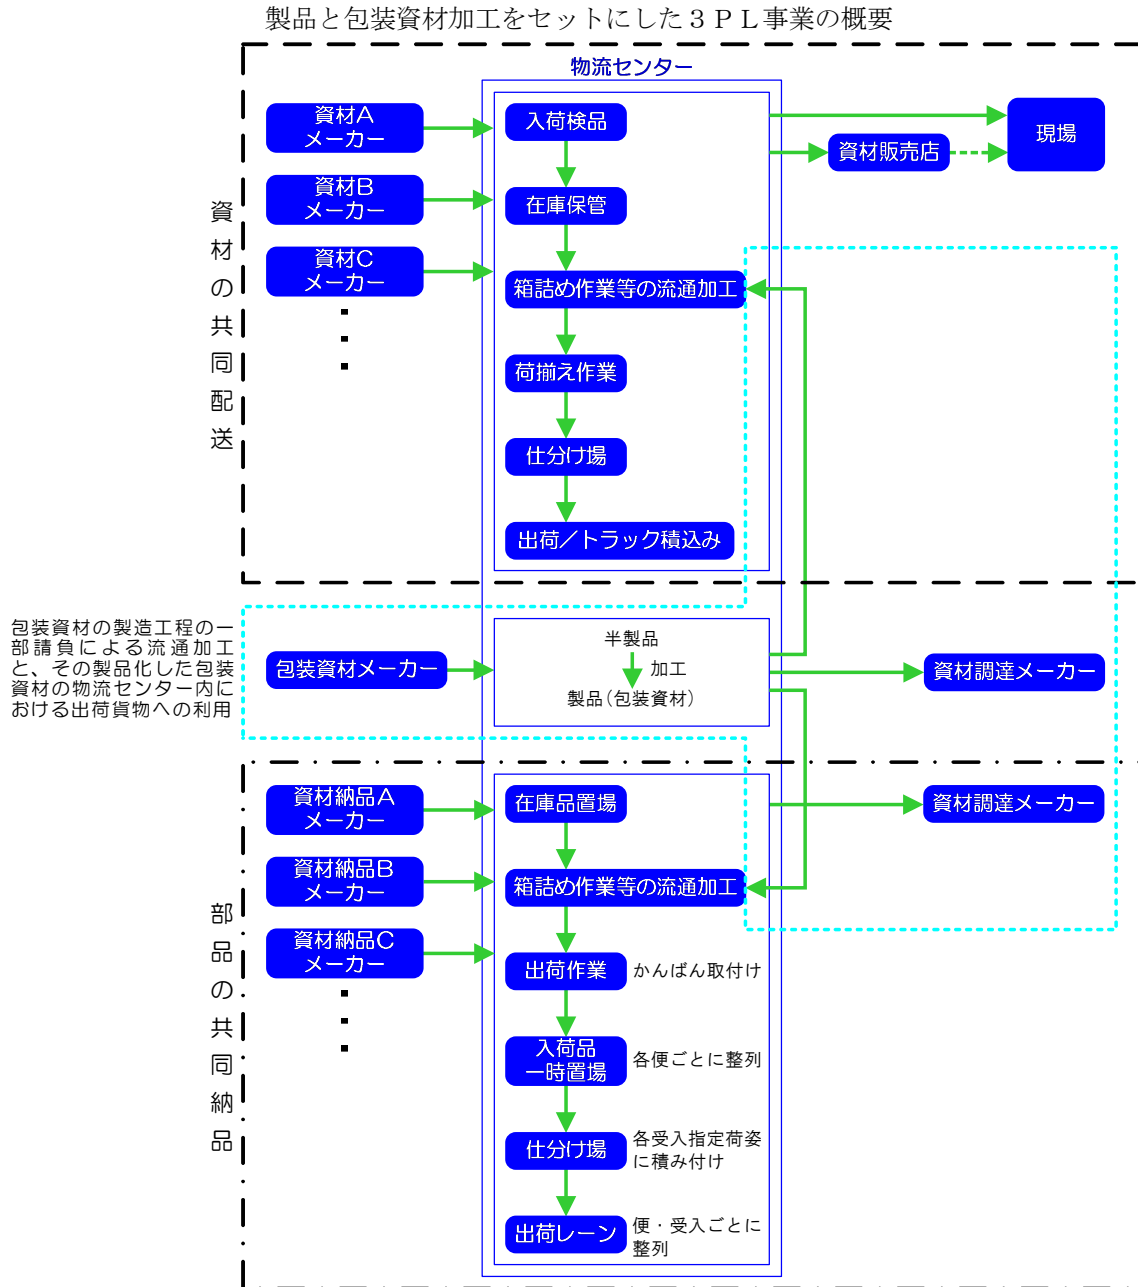 製品と包装資材加工をセットにした３ＰＬ事業の概要
物流センター
資材の共同配送
資材A
メーカー
資材B
メーカー
資材C
メーカー
入荷検品
在庫保管
箱詰め作業等の流通加工
荷揃え作業
仕分け場
出荷／トラック積込み
資材販売店
現場
包装資材の製造工程の一
部請負による流通加工
と、その製品化した包装
資材の物流センター内に
おける出荷貨物への利用
包装資材メーカー
半製品
加工
製品(包装資材)
資材調達メーカー
部品の共同納品
資材納品A
メーカー
資材納品B
メーカー
資材納品C
メーカー
在庫品置場
箱詰め作業等の流通加工
出荷作業
かんばん取付け
入荷品
一時置場
各便ごとに整列
仕分け場
各受入指定荷姿
に積み付け
出荷レーン
便・受入ごとに
整列
資材調達メーカー